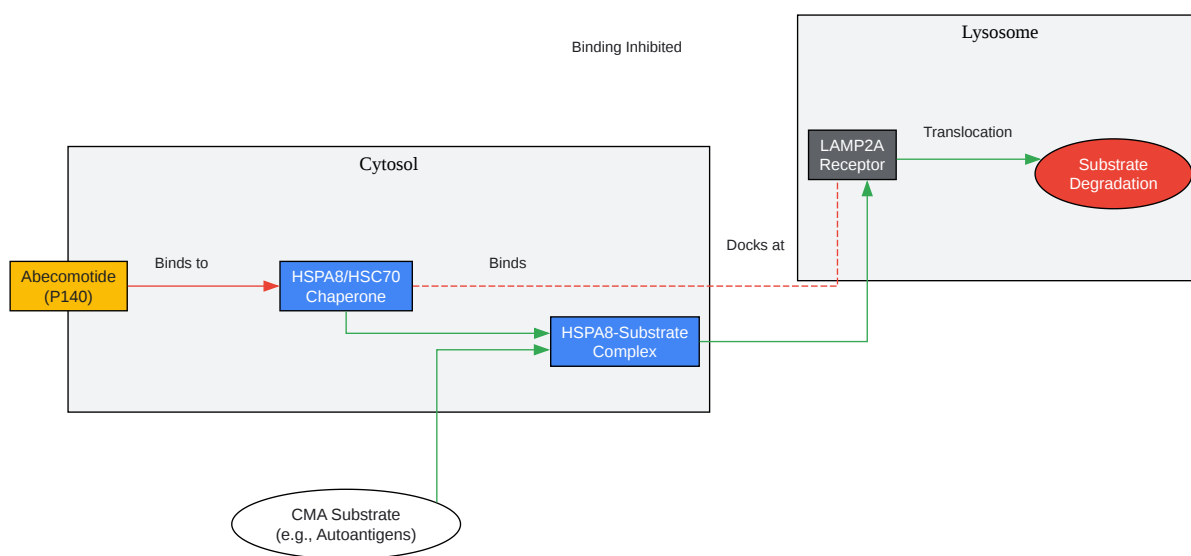 Lysosome
Binding Inhibited
LAMP2A
Receptor
Translocation
Substrate
Degradation
Cytosol
Docks at
Abecomotide
(P140)
Binds to
HSPA8/HSC70
Chaperone
Binds
HSPA8-Substrate
Complex
CMA Substrate
(e.g., Autoantigens)